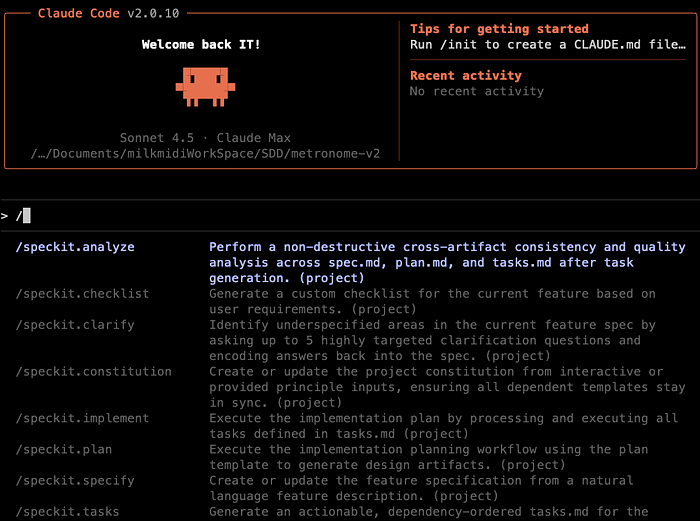 Claude Code v2.0.10
Welcome back IT!
Sonnet 4.5 · Claude Max
/…/Documents/milkmidiWorkSpace/SDD/metronome-v2
Tips for getting started
Run /init to create a CLAUDE.md file…
Recent activity
No recent activity
> /
/speckit.analyze Perform a non-destructive cross-artifact consistency and quality
analysis across spec.md, plan.md, and tasks.md after task
generation. (project)
/speckit.checklist Generate a custom checklist for the current feature based on
user requirements. (project)
/speckit.clarify Identify underspecified areas in the current feature spec by
asking up to 5 highly targeted clarification questions and
encoding answers back into the spec. (project)
/speckit.constitution Create or update the project constitution from interactive or
provided principle inputs, ensuring all dependent templates stay
in sync. (project)
/speckit.implement Execute the implementation plan by processing and executing all
tasks defined in tasks.md (project)
/speckit.plan Execute the implementation planning workflow using the plan
template to generate design artifacts. (project)
/speckit.specify Create or update the feature specification from a natural
language feature description. (project)
/speckit.tasks Generate an actionable, dependency-ordered tasks.md for the